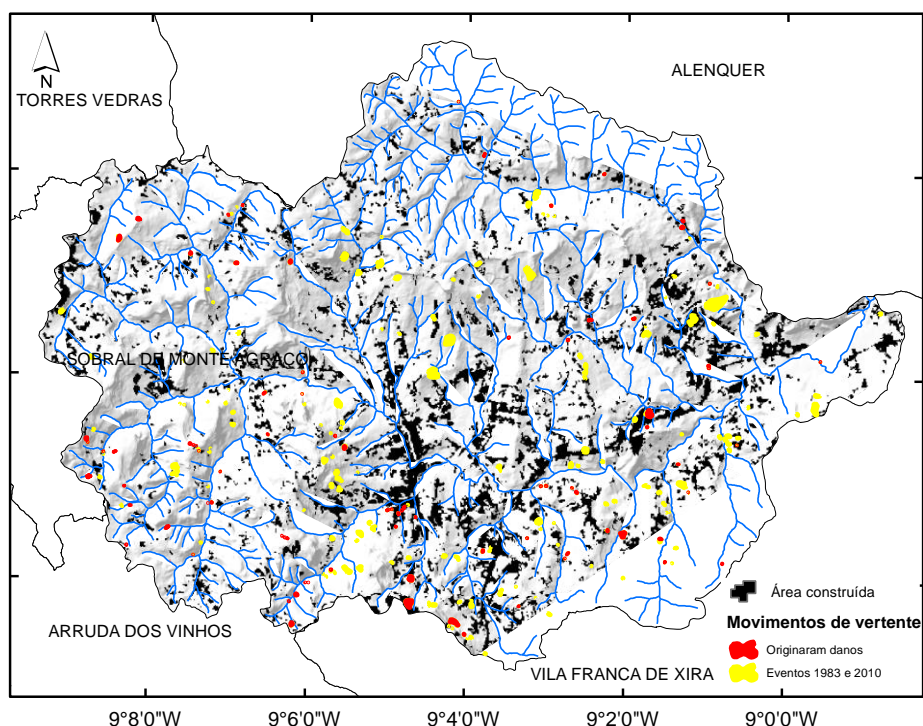 ALENQUER
N
TORRES VEDRAS
SOBRAL DE MONTE AGRAÇO
Área construída
Movimentos de vertente
ARRUDA DOS VINHOS
Originaram danos
VILA FRANCA DE XIRA
Eventos 1983 e 2010
9°8'0"W 9°6'0"W 9°4'0"W 9°2'0"W 9°0'0"W